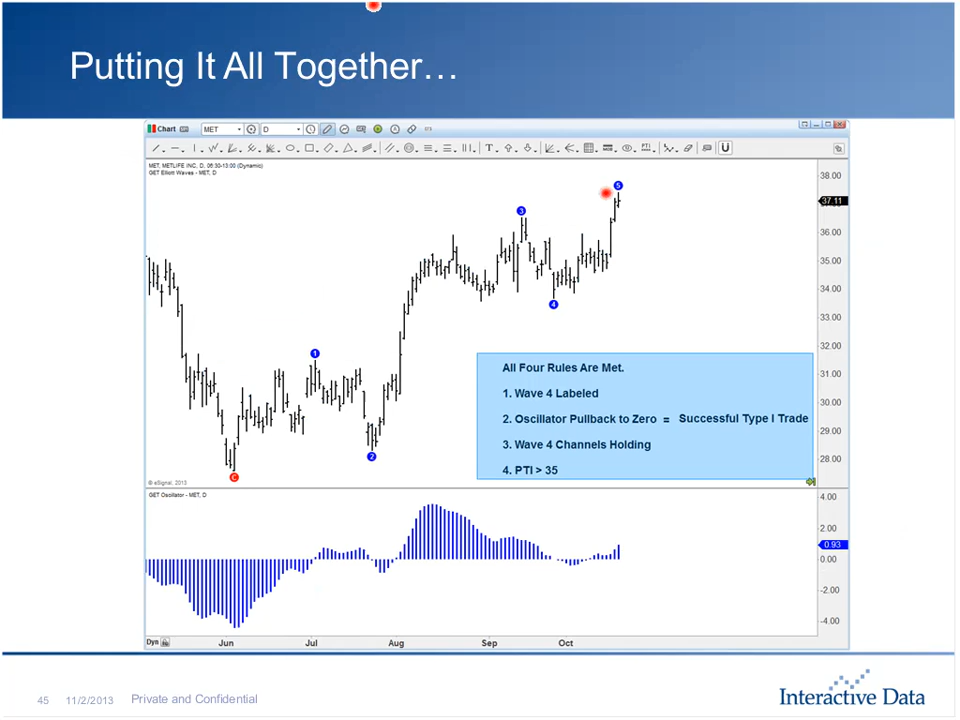 Putting It All Together…
Chart MET D
MET, METLIFE INC, D, 06:30-13:00 (Dynamic)
GET Elliott Waves - MET, D
38.00
5
37.11
3
36.00
35.00
34.00
4
33.00
32.00
1
31.00
30.00
29.00
28.00
2
C
All Four Rules Are Met.
1. Wave 4 Labeled
2. Oscillator Pullback to Zero = Successful Type I Trade
3. Wave 4 Channels Holding
4. PTI > 35
© eSignal, 2013
GET Oscillator - MET, D
4.00
2.00
0.93
0.00
-2.00
-4.00
Dyn Jun Jul Aug Sep Oct
45 11/2/2013 Private and Confidential
Interactive Data